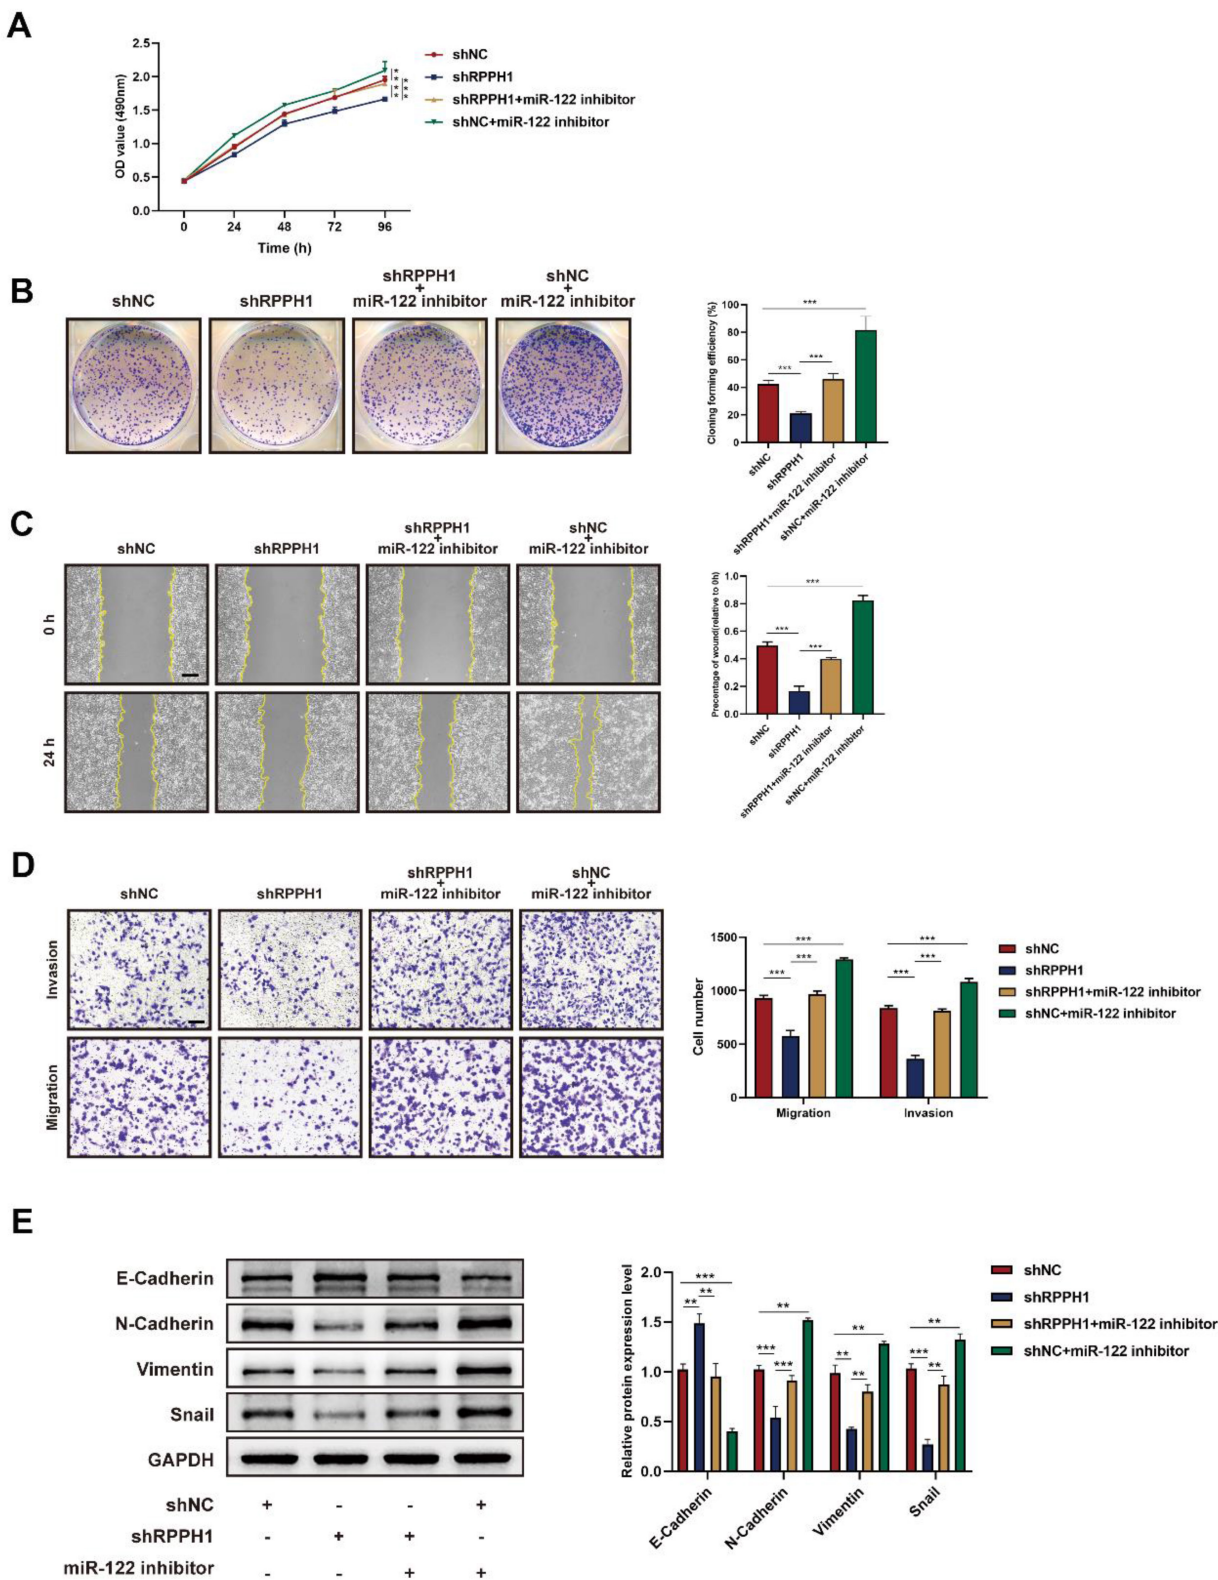 A
2.5
2.0
1.5
1.0
0.5
0.0
OD value (490nm)
0 24 48 72 96
Time (h)
shNC
shRPPH1
shRPPH1+miR-122 inhibitor
shNC+miR-122 inhibitor
B
shNC
shRPPH1
shRPPH1
+
miR-122 inhibitor
shNC
+
miR-122 inhibitor
Cloning forming efficiency (%)
100
80
60
40
20
0
***
***
***
shNC
shRPPH1
shRPPH1+miR-122 inhibitor
shNC+miR-122 inhibitor
C
shNC
shRPPH1
shRPPH1
+
miR-122 inhibitor
shNC
+
miR-122 inhibitor
0 h
24 h
Precentage of wound(relative to 0h)
1.0
0.8
0.6
0.4
0.2
0.0
***
***
***
shNC
shRPPH1
shRPPH1+miR-122 inhibitor
shNC+miR-122 inhibitor
D
shNC
shRPPH1
shRPPH1
+
miR-122 inhibitor
shNC
+
miR-122 inhibitor
Invasion
Migration
Cell number
1500
1000
500
0
*** ***
*** ***
*** ***
Migration Invasion
shNC
shRPPH1
shRPPH1+miR-122 inhibitor
shNC+miR-122 inhibitor
E
E-Cadherin
N-Cadherin
Vimentin
Snail
GAPDH
shNC + - - +
shRPPH1 - + + -
miR-122 inhibitor - - + +
Relative protein expression level
2.0
1.5
1.0
0.5
0.0
*** ** ** **
** ** *** *** ** ** *** **
E-Cadherin
N-Cadherin
Vimentin
Snail
shNC
shRPPH1
shRPPH1+miR-122 inhibitor
shNC+miR-122 inhibitor